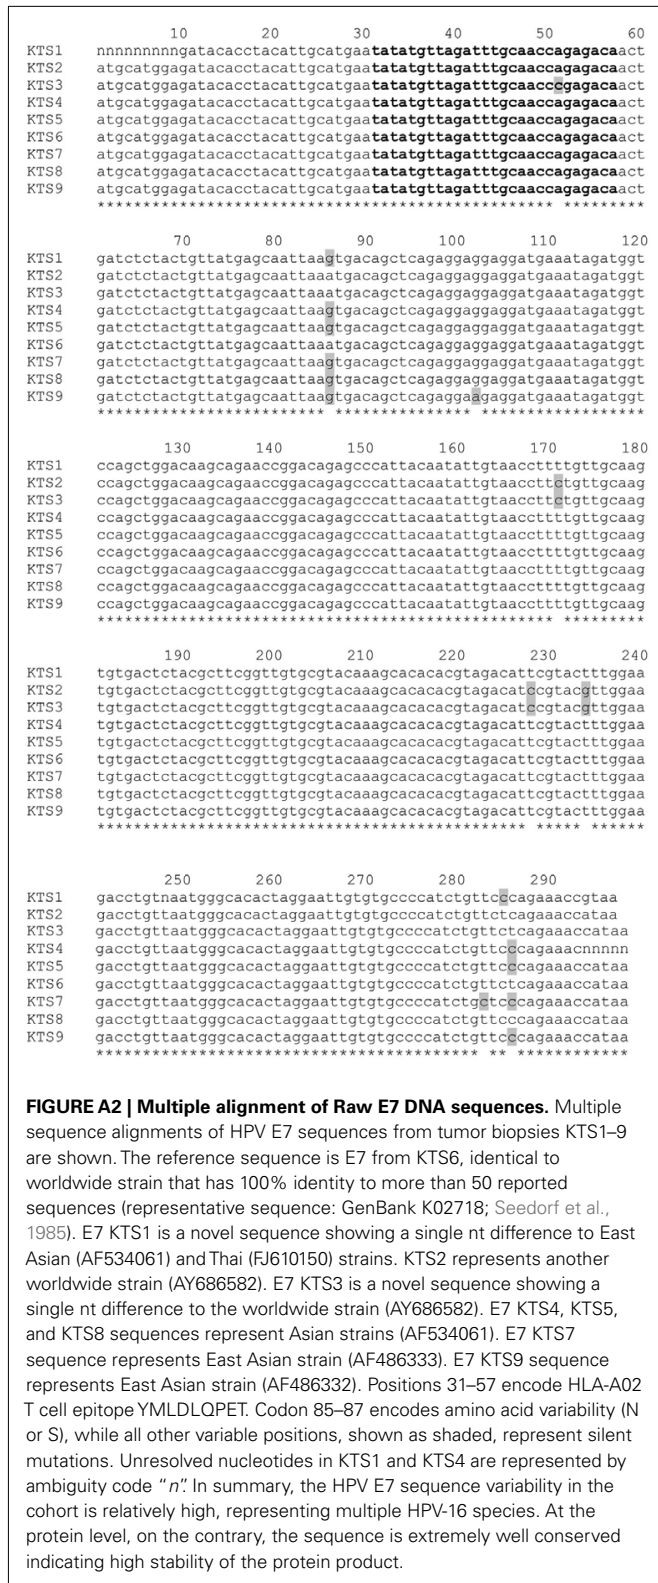 10 20 30 40 50 60
KTS1 nnnnnnnnngatacacctacattgcatgaatatatgttagatttgcaaccagagacaact
KTS2 atgcatggagatacacctacattgcatgaatatatgttagatttgcaaccagagacaact
KTS3 atgcatggagatacacctacattgcatgaatatatgttagatttgcaacccgagacaact
KTS4 atgcatggagatacacctacattgcatgaatatatgttagatttgcaaccagagacaact
KTS5 atgcatggagatacacctacattgcatgaatatatgttagatttgcaaccagagacaact
KTS6 atgcatggagatacacctacattgcatgaatatatgttagatttgcaaccagagacaact
KTS7 atgcatggagatacacctacattgcatgaatatatgttagatttgcaaccagagacaact
KTS8 atgcatggagatacacctacattgcatgaatatatgttagatttgcaaccagagacaact
KTS9 atgcatggagatacacctacattgcatgaatatatgttagatttgcaaccagagacaact
************************************************** *********
70 80 90 100 110 120
KTS1 gatctctactgttatgagcaattaagtgacagctcagaggaggaggatgaaatagatggt
KTS2 gatctctactgttatgagcaattaaatgacagctcagaggaggaggatgaaatagatggt
KTS3 gatctctactgttatgagcaattaaatgacagctcagaggaggaggatgaaatagatggt
KTS4 gatctctactgttatgagcaattaagtgacagctcagaggaggaggatgaaatagatggt
KTS5 gatctctactgttatgagcaattaagtgacagctcagaggaggaggatgaaatagatggt
KTS6 gatctctactgttatgagcaattaaatgacagctcagaggaggaggatgaaatagatggt
KTS7 gatctctactgttatgagcaattaagtgacagctcagaggaggaggatgaaatagatggt
KTS8 gatctctactgttatgagcaattaagtgacagctcagaggaggaggatgaaatagatggt
KTS9 gatctctactgttatgagcaattaagtgacagctcagaggaagaggatgaaatagatggt
************************* *************** ******************
130 140 150 160 170 180
KTS1 ccagctggacaagcagaaccggacagagcccattacaatattgtaaccttttgttgcaag
KTS2 ccagctggacaagcagaaccggacagagcccattacaatattgtaaccttctgttgcaag
KTS3 ccagctggacaagcagaaccggacagagcccattacaatattgtaaccttctgttgcaag
KTS4 ccagctggacaagcagaaccggacagagcccattacaatattgtaaccttttgttgcaag
KTS5 ccagctggacaagcagaaccggacagagcccattacaatattgtaaccttttgttgcaag
KTS6 ccagctggacaagcagaaccggacagagcccattacaatattgtaaccttttgttgcaag
KTS7 ccagctggacaagcagaaccggacagagcccattacaatattgtaaccttttgttgcaag
KTS8 ccagctggacaagcagaaccggacagagcccattacaatattgtaaccttttgttgcaag
KTS9 ccagctggacaagcagaaccggacagagcccattacaatattgtaaccttttgttgcaag
************************************************** *********
190 200 210 220 230 240
KTS1 tgtgactctacgcttcggttgtgcgtacaaagcacacacgtagacattcgtactttggaa
KTS2 tgtgactctacgcttcggttgtgcgtacaaagcacacacgtagacatccgtacgttggaa
KTS3 tgtgactctacgcttcggttgtgcgtacaaagcacacacgtagacatccgtacgttggaa
KTS4 tgtgactctacgcttcggttgtgcgtacaaagcacacacgtagacattcgtactttggaa
KTS5 tgtgactctacgcttcggttgtgcgtacaaagcacacacgtagacattcgtactttggaa
KTS6 tgtgactctacgcttcggttgtgcgtacaaagcacacacgtagacattcgtactttggaa
KTS7 tgtgactctacgcttcggttgtgcgtacaaagcacacacgtagacattcgtactttggaa
KTS8 tgtgactctacgcttcggttgtgcgtacaaagcacacacgtagacattcgtactttggaa
KTS9 tgtgactctacgcttcggttgtgcgtacaaagcacacacgtagacattcgtactttggaa
*********************************************** ***** ******
250 260 270 280 290
KTS1 gacctgtnaatgggcacactaggaattgtgtgccccatctgttcccagaaaccgtaa
KTS2 gacctgttaatgggcacactaggaattgtgtgccccatctgttctcagaaaccataa
KTS3 gacctgttaatgggcacactaggaattgtgtgccccatctgttctcagaaaccataa
KTS4 gacctgttaatgggcacactaggaattgtgtgccccatctgttcccagaaacnnnnn
KTS5 gacctgttaatgggcacactaggaattgtgtgccccatctgttcccagaaaccataa
KTS6 gacctgttaatgggcacactaggaattgtgtgccccatctgttctcagaaaccataa
KTS7 gacctgttaatgggcacactaggaattgtgtgccccatctgctcccagaaaccataa
KTS8 gacctgttaatgggcacactaggaattgtgtgccccatctgttcccagaaaccataa
KTS9 gacctgttaatgggcacactaggaattgtgtgccccatctgttcccagaaaccataa
***************************************** ** ************
FIGURE A2 | Multiple alignment of Raw E7 DNA sequences. Multiple
sequence alignments of HPV E7 sequences from tumor biopsies KTS1–9
are shown. The reference sequence is E7 from KTS6, identical to
worldwide strain that has 100% identity to more than 50 reported
sequences (representative sequence: GenBank K02718; Seedorf et al.,
1985). E7 KTS1 is a novel sequence showing a single nt difference to East
Asian (AF534061) and Thai (FJ610150) strains. KTS2 represents another
worldwide strain (AY686582). E7 KTS3 is a novel sequence showing a
single nt difference to the worldwide strain (AY686582). E7 KTS4, KTS5,
and KTS8 sequences represent Asian strains (AF534061). E7 KTS7
sequence represents East Asian strain (AF486333). E7 KTS9 sequence
represents East Asian strain (AF486332). Positions 31–57 encode HLA-A02
T cell epitope YMLDLQPET. Codon 85–87 encodes amino acid variability (N
or S), while all other variable positions, shown as shaded, represent silent
mutations. Unresolved nucleotides in KTS1 and KTS4 are represented by
ambiguity code “n”. In summary, the HPV E7 sequence variability in the
cohort is relatively high, representing multiple HPV-16 species. At the
protein level, on the contrary, the sequence is extremely well conserved
indicating high stability of the protein product.